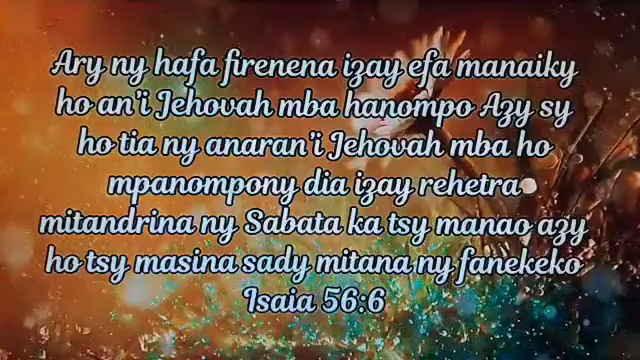 Ary ny hafa firenena izay efa manaiky
ho an'i Jehovah mba hanompo Azy sy
ho tia ny anaran'i Jehovah mba ho
mpanompony dia izay rehetra
mitandrina ny Sabata ka tsy manao azy
ho tsy masina sady mitana ny fanekeko
Isaia 56:6